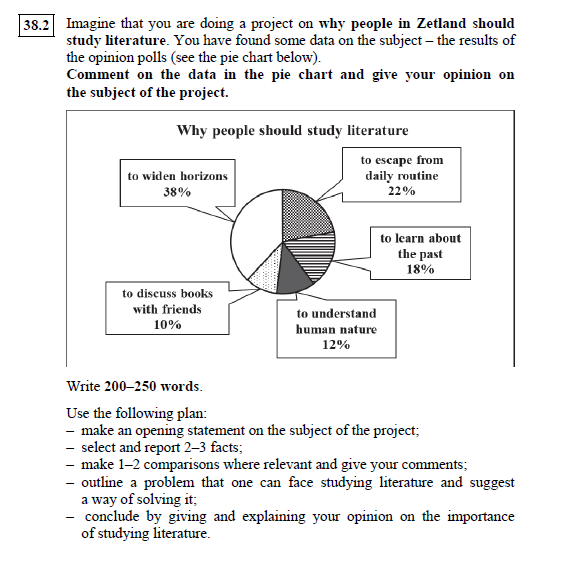 38.2 Imagine that you are doing a project on why people in Zetland should
study literature. You have found some data on the subject – the results of
the opinion polls (see the pie chart below).
Comment on the data in the pie chart and give your opinion on
the subject of the project.
Why people should study literature
to escape from
daily routine
22%
to widen horizons
38%
to learn about
the past
18%
to discuss books
with friends
10%
to understand
human nature
12%
Write 200–250 words.
Use the following plan:
– make an opening statement on the subject of the project;
– select and report 2–3 facts;
– make 1–2 comparisons where relevant and give your comments;
– outline a problem that one can face studying literature and suggest
a way of solving it;
– conclude by giving and explaining your opinion on the importance
of studying literature.